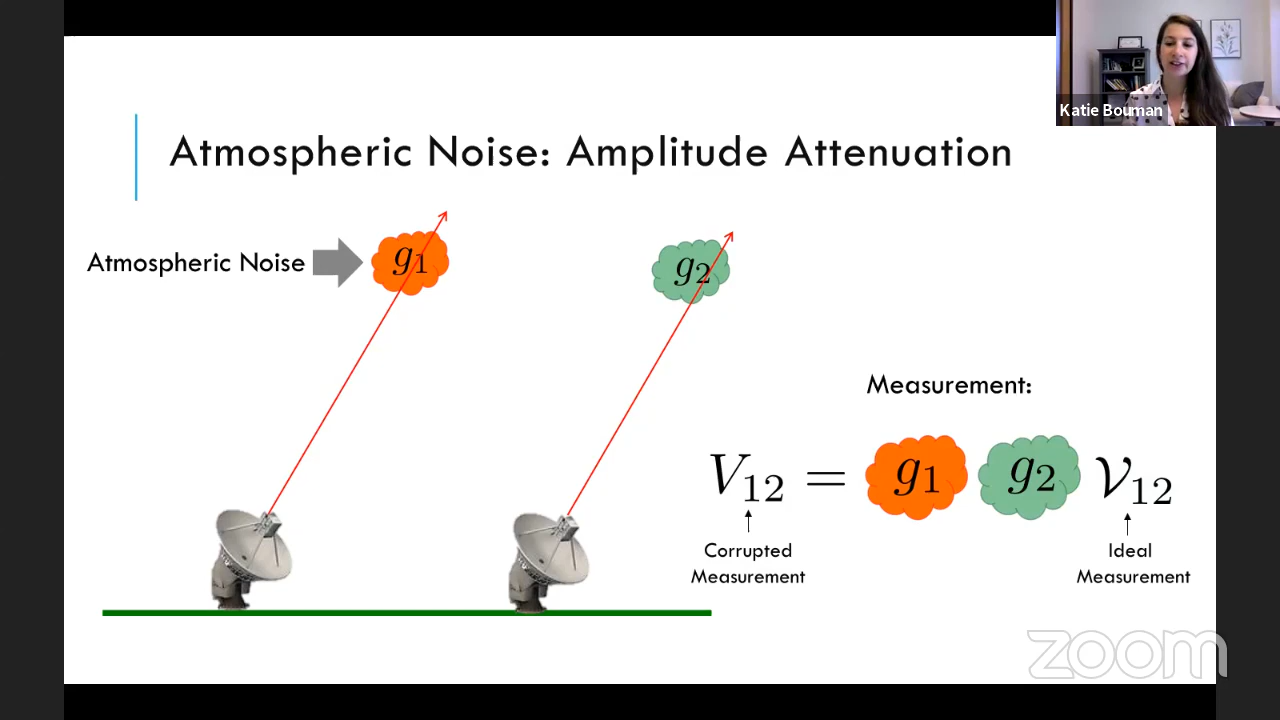 Katie Bouman
Atmospheric Noise: Amplitude Attenuation
Atmospheric Noise
g1
g2
Measurement:
V12 = g1 g2 𝒱12
Corrupted
Measurement
Ideal
Measurement
zoom